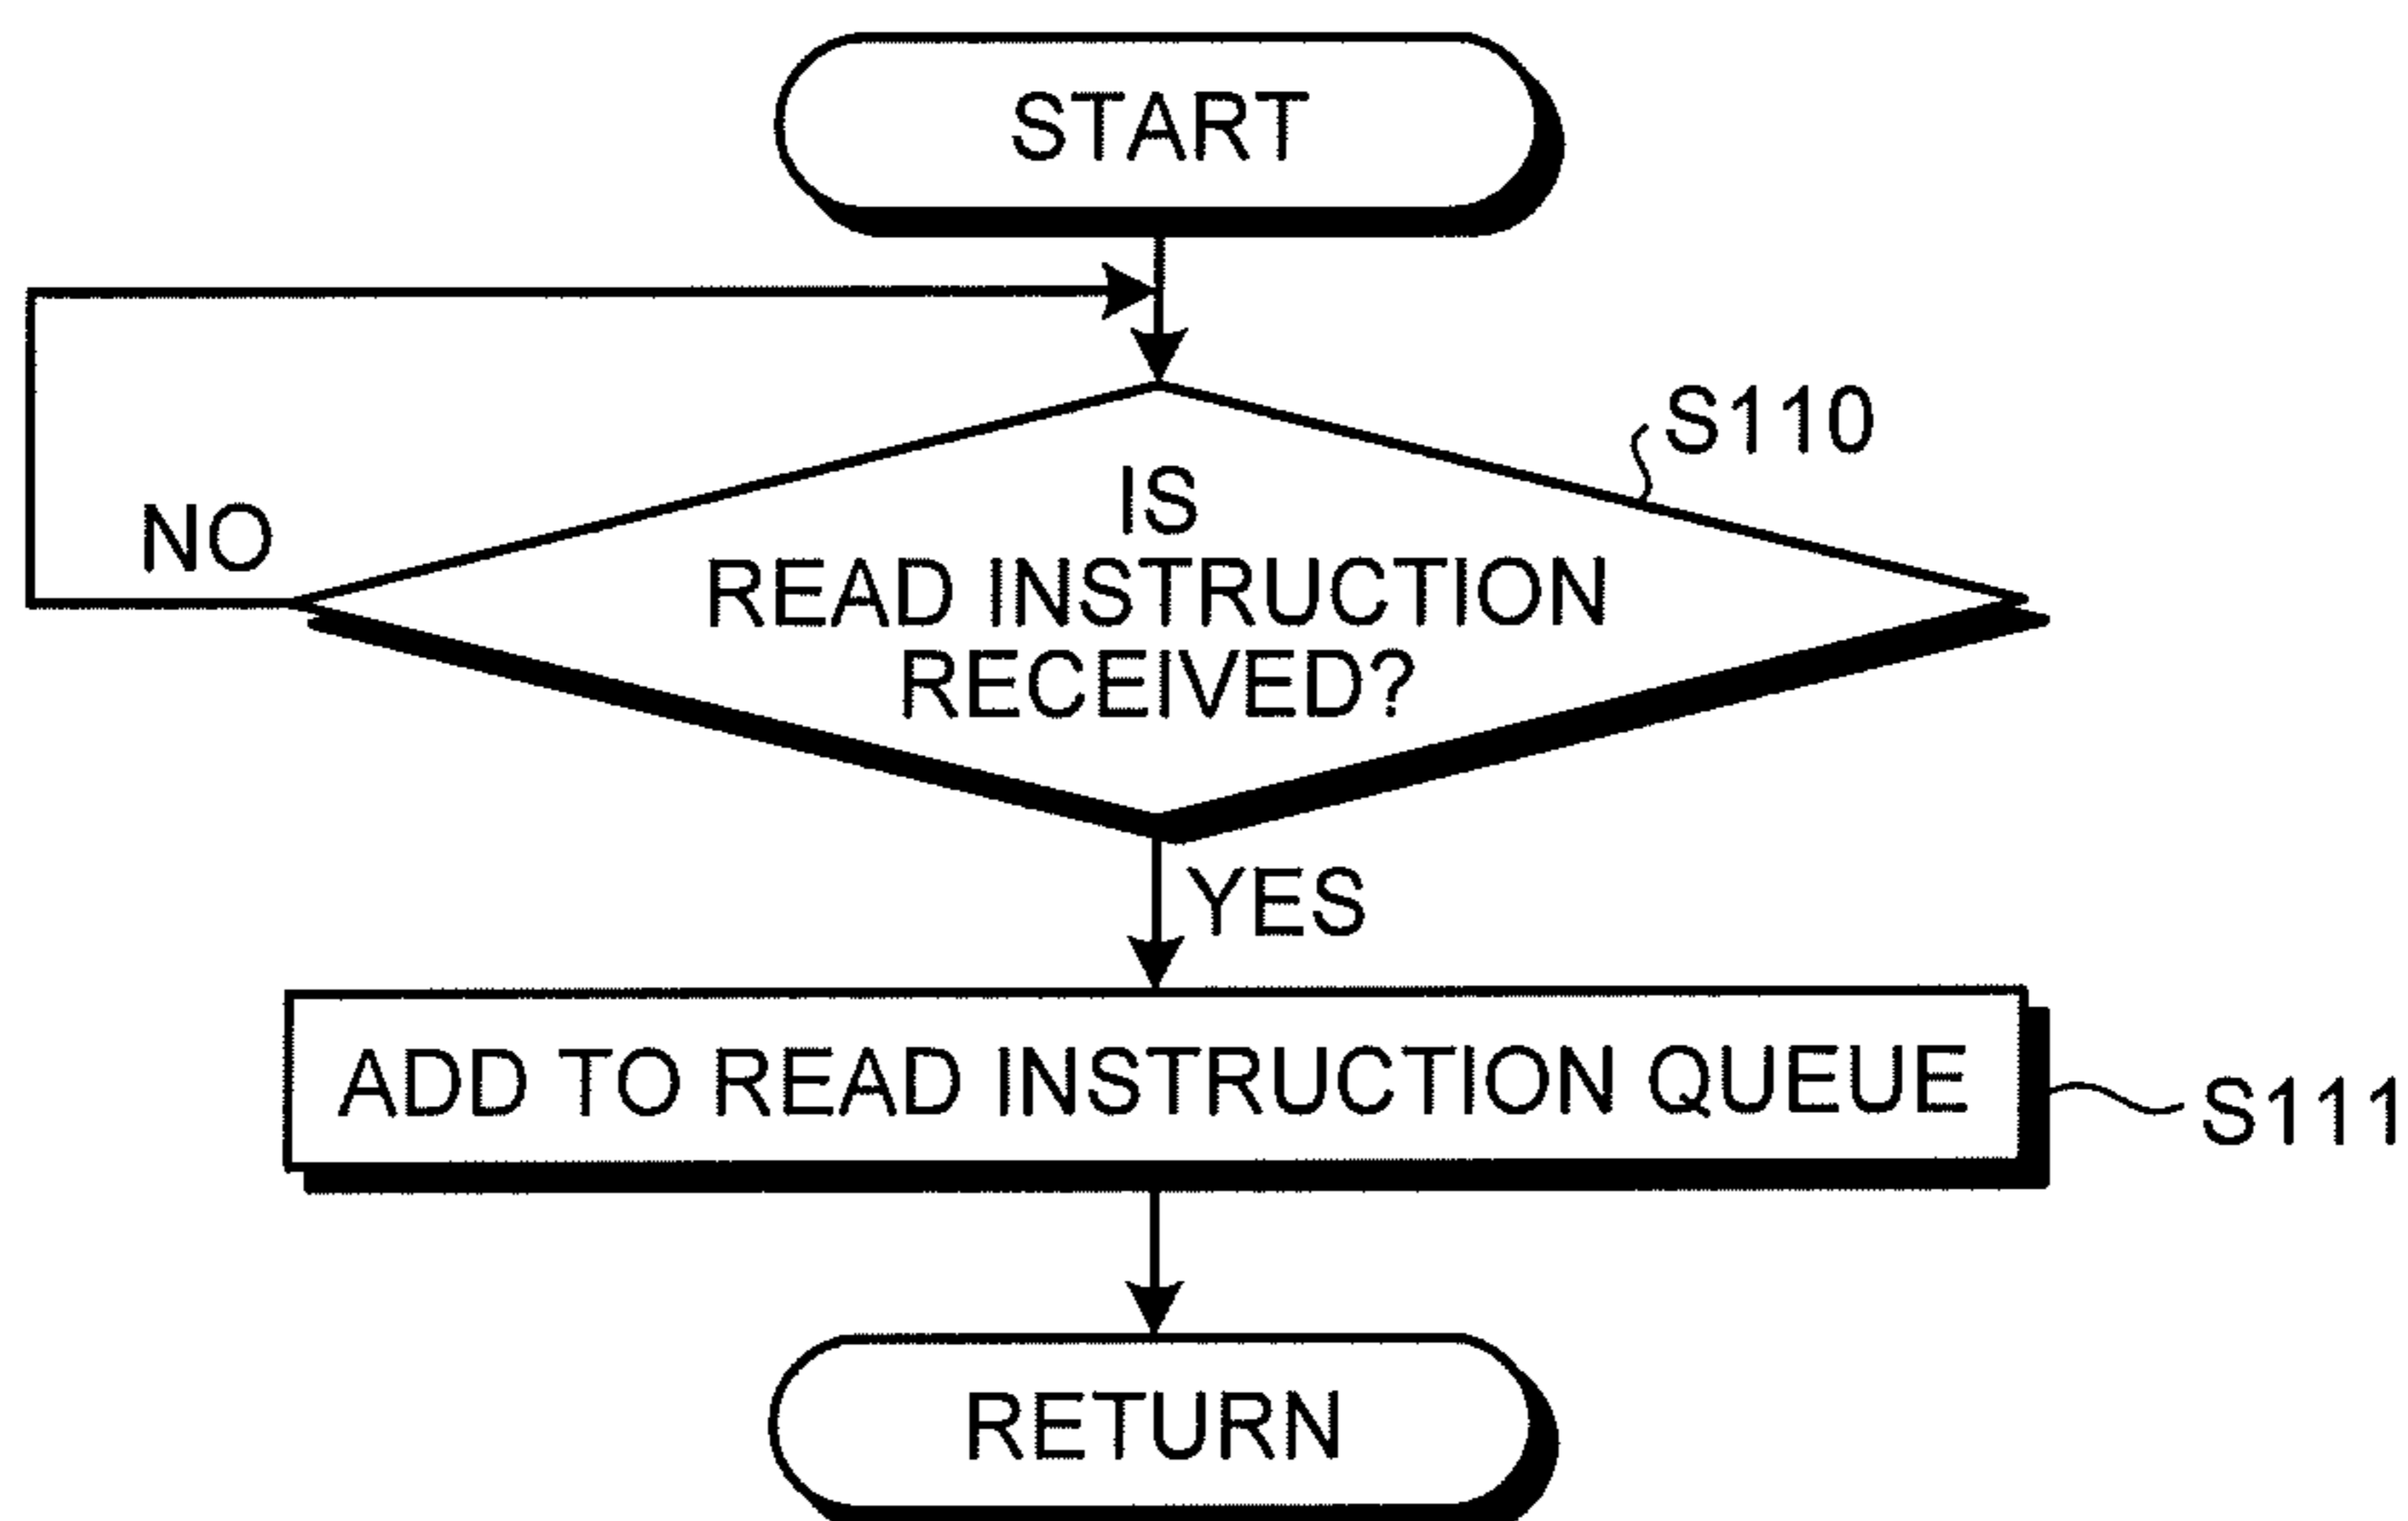 START
S110
IS
READ INSTRUCTION
RECEIVED?
NO
YES
ADD TO READ INSTRUCTION QUEUE
S111
RETURN